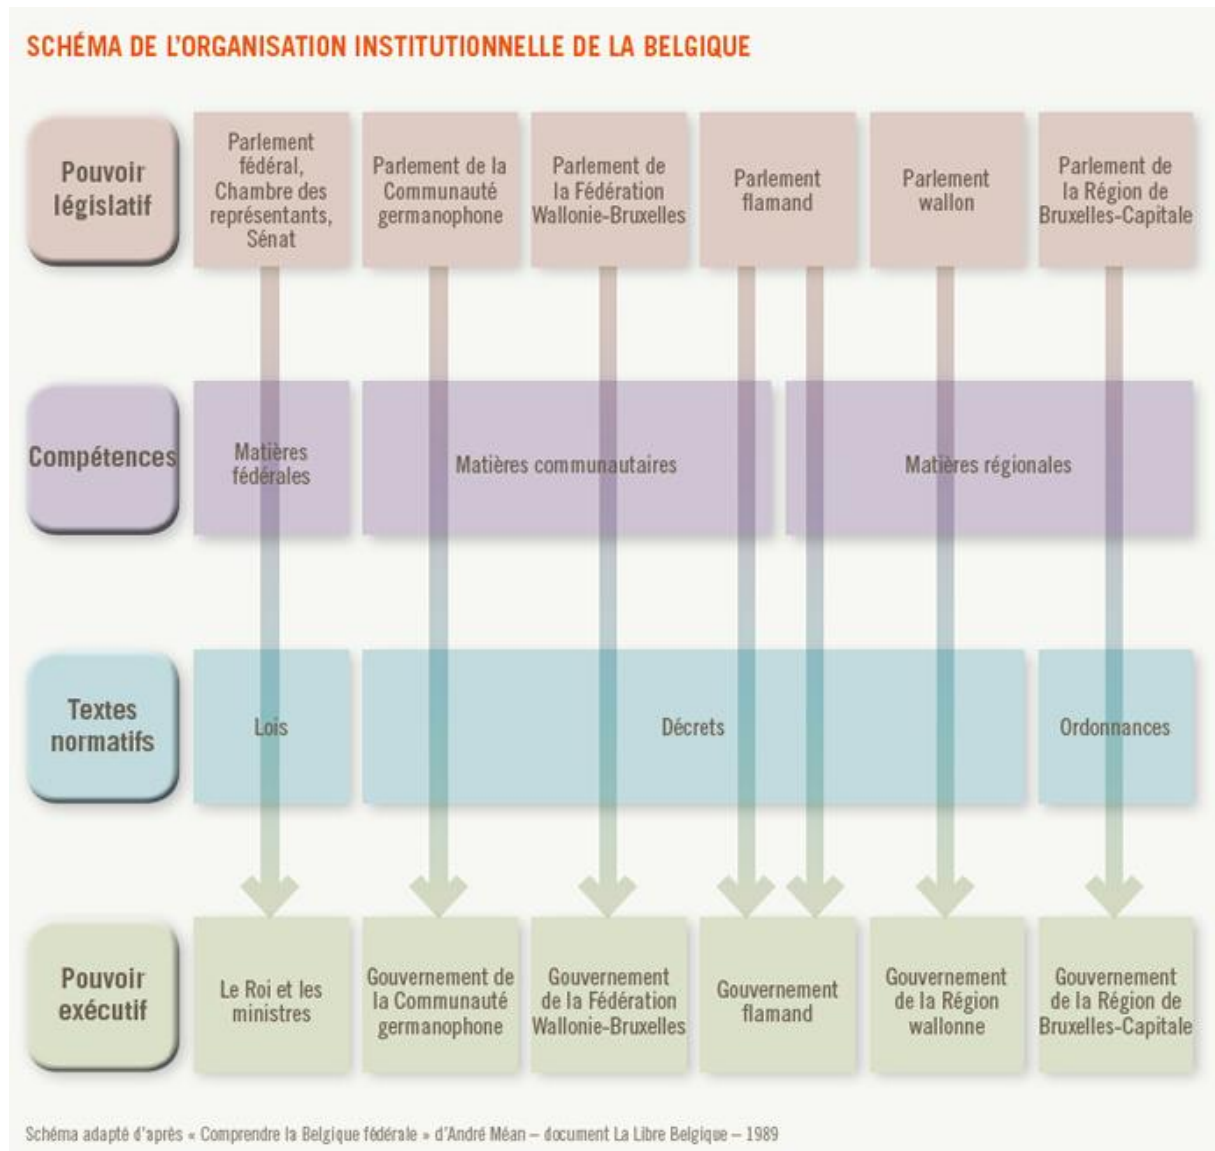 SCHÉMA DE L'ORGANISATION INSTITUTIONNELLE DE LA BELGIQUE
Pouvoir
législatif
Parlement
fédéral,
Chambre des
représentants,
Sénat
Parlement de la
Communauté
germanophone
Parlement de
la Fédération
Wallonie-Bruxelles
Parlement
flamand
Parlement
wallon
Parlement de
la Région de
Bruxelles-Capitale
Compétences
Matières
fédérales
Matières communautaires
Matières régionales
Textes
normatifs
Lois
Décrets
Ordonnances
Pouvoir
exécutif
Le Roi et les
ministres
Gouvernement de
la Communauté
germanophone
Gouvernement
de la Fédération
Wallonie-Bruxelles
Gouvernement
flamand
Gouvernement
de la Région
wallonne
Gouvernement
de la Région de
Bruxelles-Capitale
Schéma adapté d'après « Comprendre la Belgique fédérale » d'André Méan – document La Libre Belgique – 1989